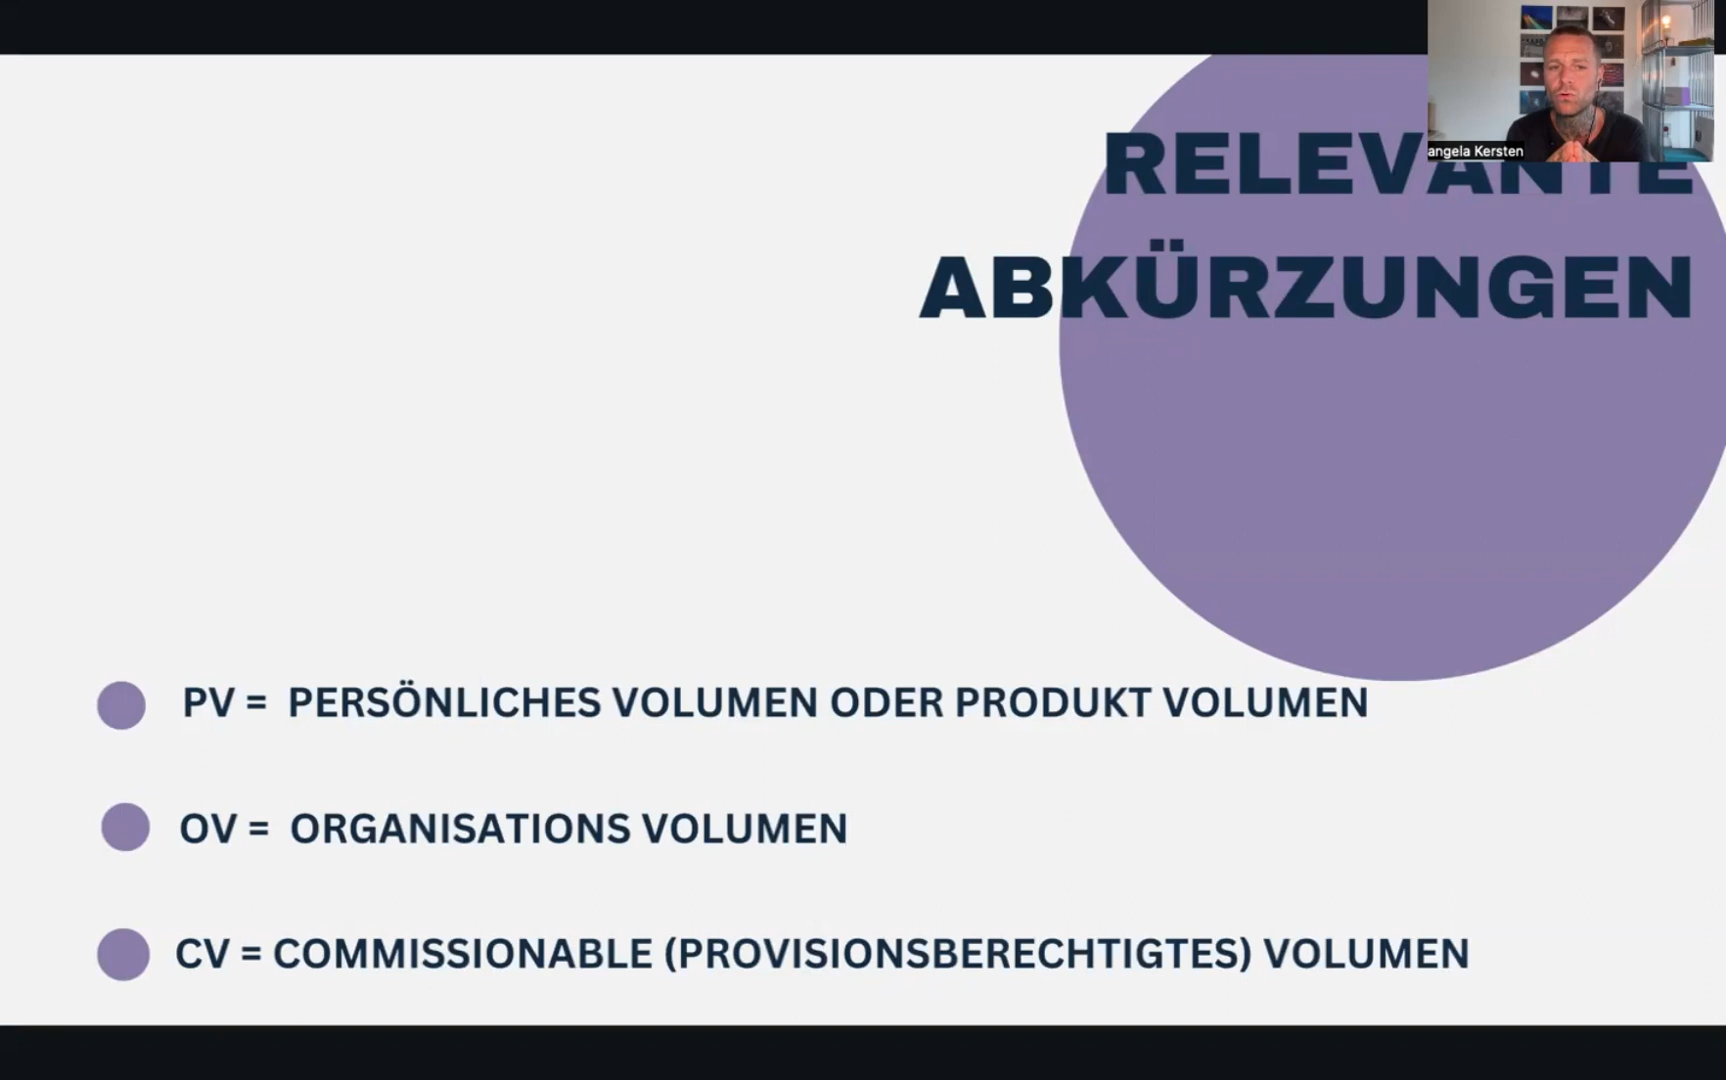 RELEVANTE
ABKÜRZUNGEN
angela Kersten
PV = PERSÖNLICHES VOLUMEN ODER PRODUKT VOLUMEN
OV = ORGANISATIONS VOLUMEN
CV = COMMISSIONABLE (PROVISIONSBERECHTIGTES) VOLUMEN